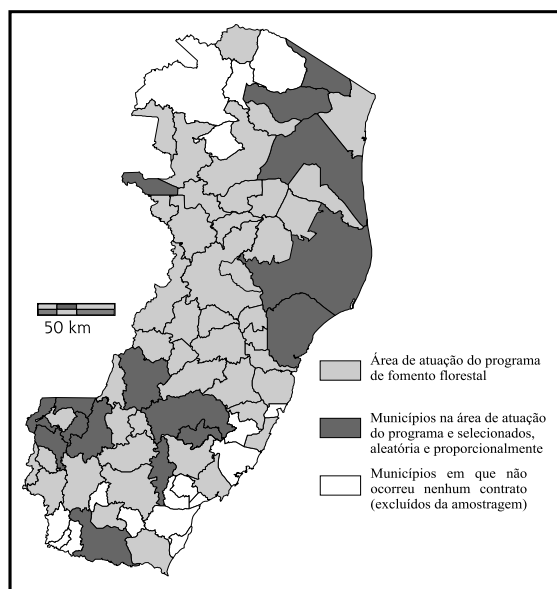 50 km
Área de atuação do programa
de fomento florestal
Municípios na área de atuação
do programa e selecionados,
aleatória e proporcionalmente
Municípios em que não
ocorreu nenhum contrato
(excluídos da amostragem)